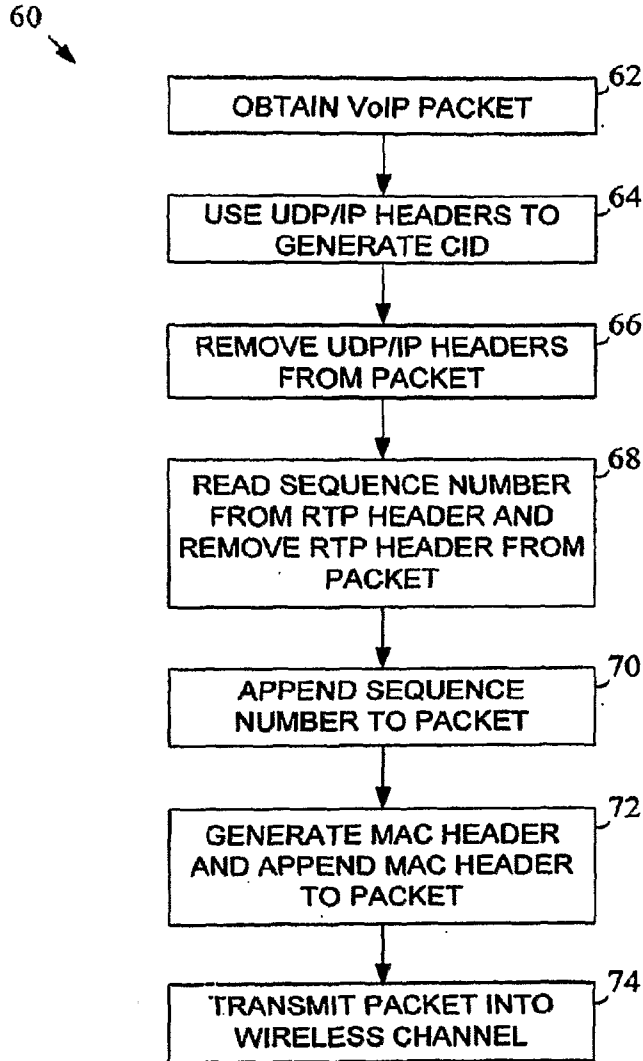 60
62
OBTAIN VoIP PACKET
64
USE UDP/IP HEADERS TO
GENERATE CID
66
REMOVE UDP/IP HEADERS
FROM PACKET
68
READ SEQUENCE NUMBER
FROM RTP HEADER AND
REMOVE RTP HEADER FROM
PACKET
70
APPEND SEQUENCE
NUMBER TO PACKET
72
GENERATE MAC HEADER
AND APPEND MAC HEADER
TO PACKET
74
TRANSMIT PACKET INTO
WIRELESS CHANNEL